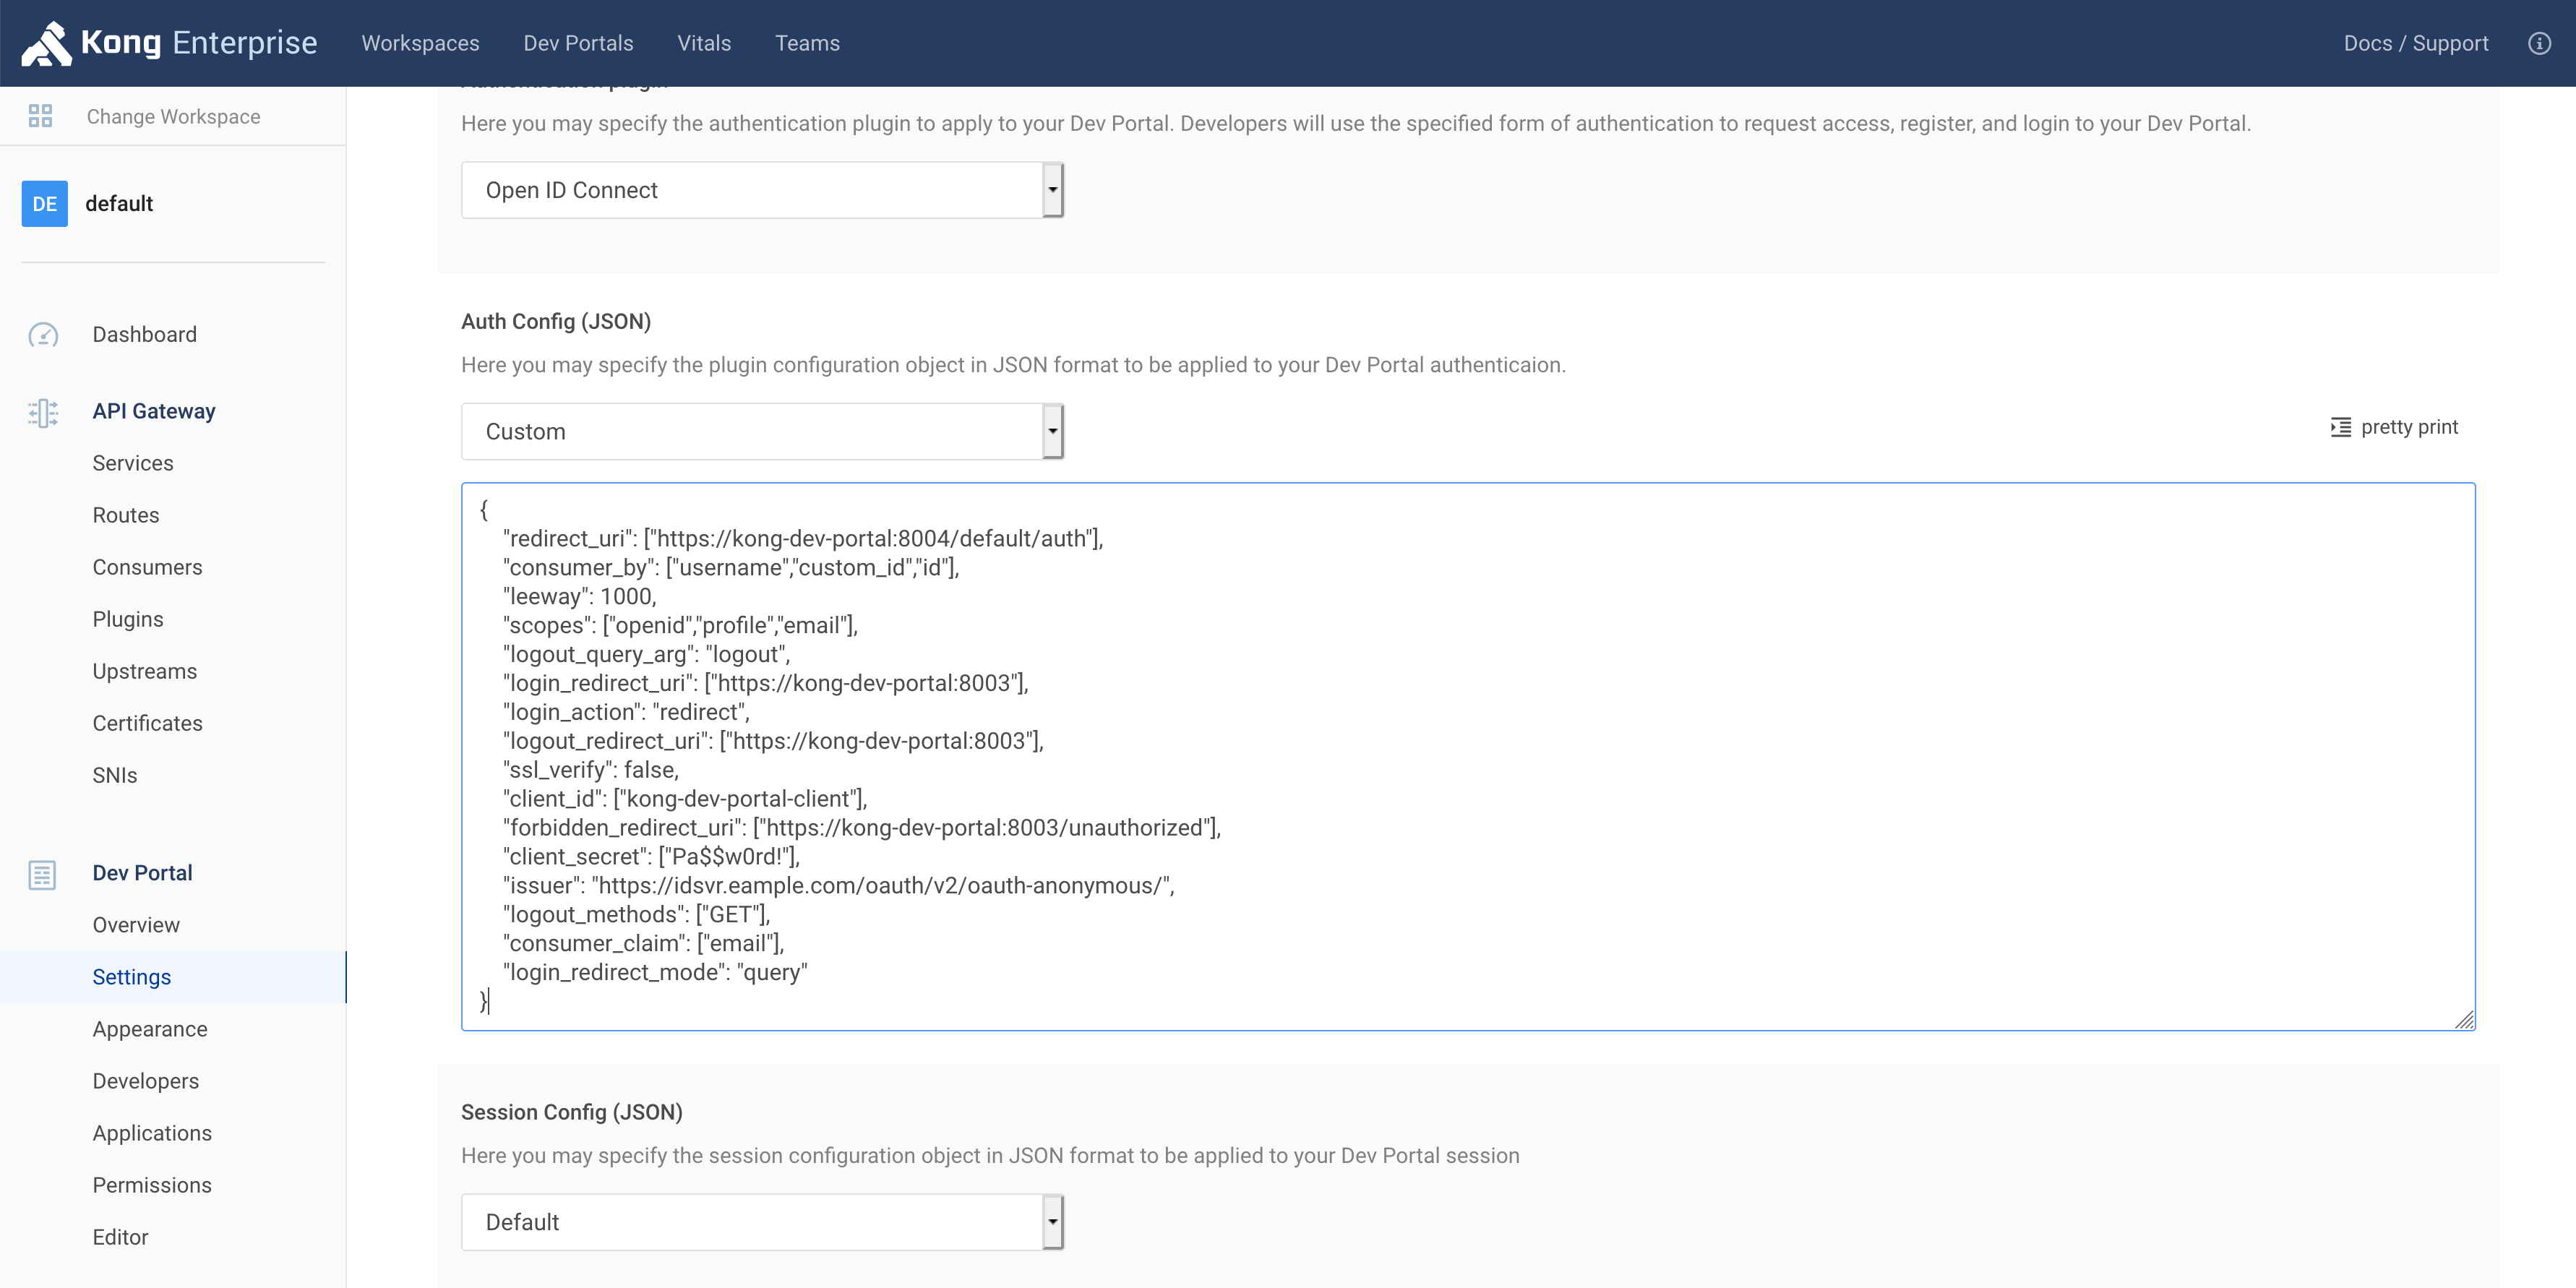 Kong Enterprise Workspaces Dev Portals Vitals Teams Docs / Support
Change Workspace
DE default
Dashboard
API Gateway
Services
Routes
Consumers
Plugins
Upstreams
Certificates
SNIs
Dev Portal
Overview
Settings
Appearance
Developers
Applications
Permissions
Editor
Authentication plugin
Here you may specify the authentication plugin to apply to your Dev Portal. Developers will use the specified form of authentication to request access, register, and login to your Dev Portal.
Open ID Connect
Auth Config (JSON)
Here you may specify the plugin configuration object in JSON format to be applied to your Dev Portal authenticaion.
Custom
pretty print
{
"redirect_uri": ["https://kong-dev-portal:8004/default/auth"],
"consumer_by": ["username","custom_id","id"],
"leeway": 1000,
"scopes": ["openid","profile","email"],
"logout_query_arg": "logout",
"login_redirect_uri": ["https://kong-dev-portal:8003"],
"login_action": "redirect",
"logout_redirect_uri": ["https://kong-dev-portal:8003"],
"ssl_verify": false,
"client_id": ["kong-dev-portal-client"],
"forbidden_redirect_uri": ["https://kong-dev-portal:8003/unauthorized"],
"client_secret": ["Pa$$w0rd!"],
"issuer": "https://idsvr.eample.com/oauth/v2/oauth-anonymous/",
"logout_methods": ["GET"],
"consumer_claim": ["email"],
"login_redirect_mode": "query"
}
Session Config (JSON)
Here you may specify the session configuration object in JSON format to be applied to your Dev Portal session
Default